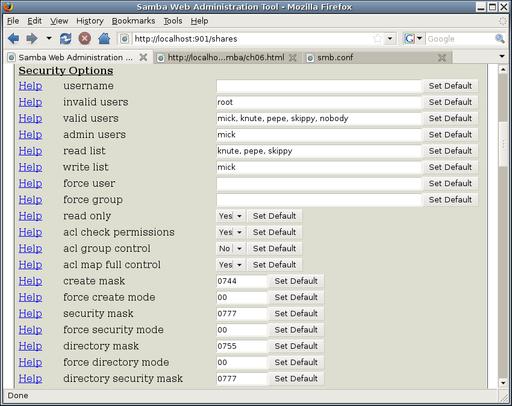 Samba Web Administration Tool - Mozilla Firefox
File Edit View History Bookmarks Tools Help
http://localhost:901/shares Google
Samba Web Administration ... http://localho...mba/ch06.html smb.conf
Security Options
Help username Set Default
Help invalid users root Set Default
Help valid users mick, knute, pepe, skippy, nobody Set Default
Help admin users mick Set Default
Help read list knute, pepe, skippy Set Default
Help write list mick Set Default
Help force user Set Default
Help force group Set Default
Help read only Yes Set Default
Help acl check permissions Yes Set Default
Help acl group control No Set Default
Help acl map full control Yes Set Default
Help create mask 0744 Set Default
Help force create mode 00 Set Default
Help security mask 0777 Set Default
Help force security mode 00 Set Default
Help directory mask 0755 Set Default
Help force directory mode 00 Set Default
Help directory security mask 0777 Set Default
Done